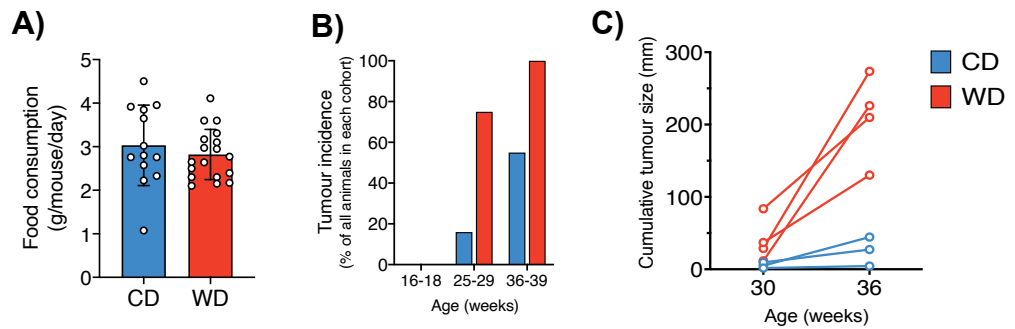 A)
Food consumption
(g/mouse/day)
5
4
3
2
1
0
CD
WD
B)
Tumour incidence
(% of all animals in each cohort)
100
80
60
40
20
0
16-18
25-29
36-39
Age (weeks)
C)
Cumulative tumour size (mm)
300
200
100
0
30
36
Age (weeks)
CD
WD